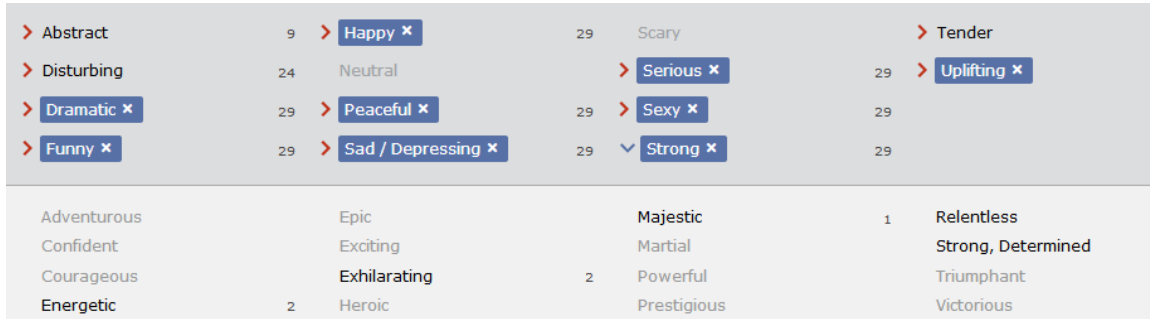 Abstract 9 Happy × 29 Scary Tender
Disturbing 24 Neutral Serious × 29 Uplifting ×
Dramatic × 29 Peaceful × 29 Sexy × 29
Funny × 29 Sad / Depressing × 29 Strong × 29
Adventurous Epic Majestic 1 Relentless
Confident Exciting Martial Strong, Determined
Courageous Exhilarating 2 Powerful Triumphant
Energetic 2 Heroic Prestigious Victorious